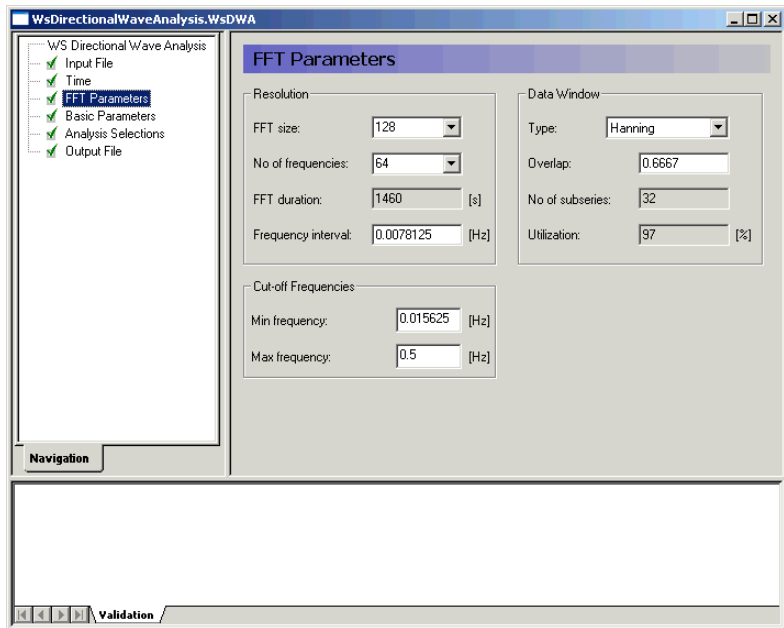 WsDirectionalWaveAnalysis.WsDWA
WS Directional Wave Analysis
Input File
Time
FFT Parameters
Basic Parameters
Analysis Selections
Output File
Navigation
FFT Parameters
Resolution
FFT size: 128
No of frequencies: 64
FFT duration: 1460 [s]
Frequency interval: 0.0078125 [Hz]
Data Window
Type: Hanning
Overlap: 0.6667
No of subseries: 32
Utilization: 97 [%]
Cut-off Frequencies
Min frequency: 0.015625 [Hz]
Max frequency: 0.5 [Hz]
Validation